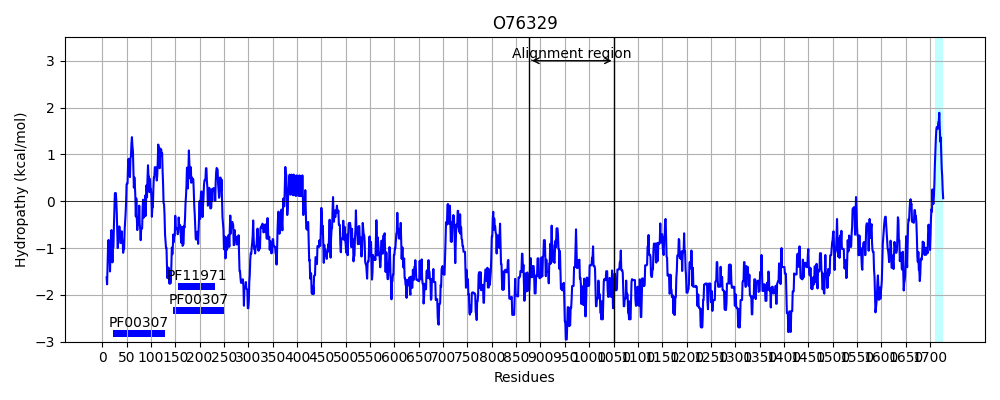 O76329
Alignment region
3
2
1
0
−1
−2
−3
Hydropathy (kcal/mol)
PF11971
PF00307
PF00307
0 50 100 150 200 250 300 350 400 450 500 550 600 650 700 750 800 850 900 950 1000 1050 1100 1150 1200 1250 1300 1350 1400 1450 1500 1550 1600 1650 1700
Residues